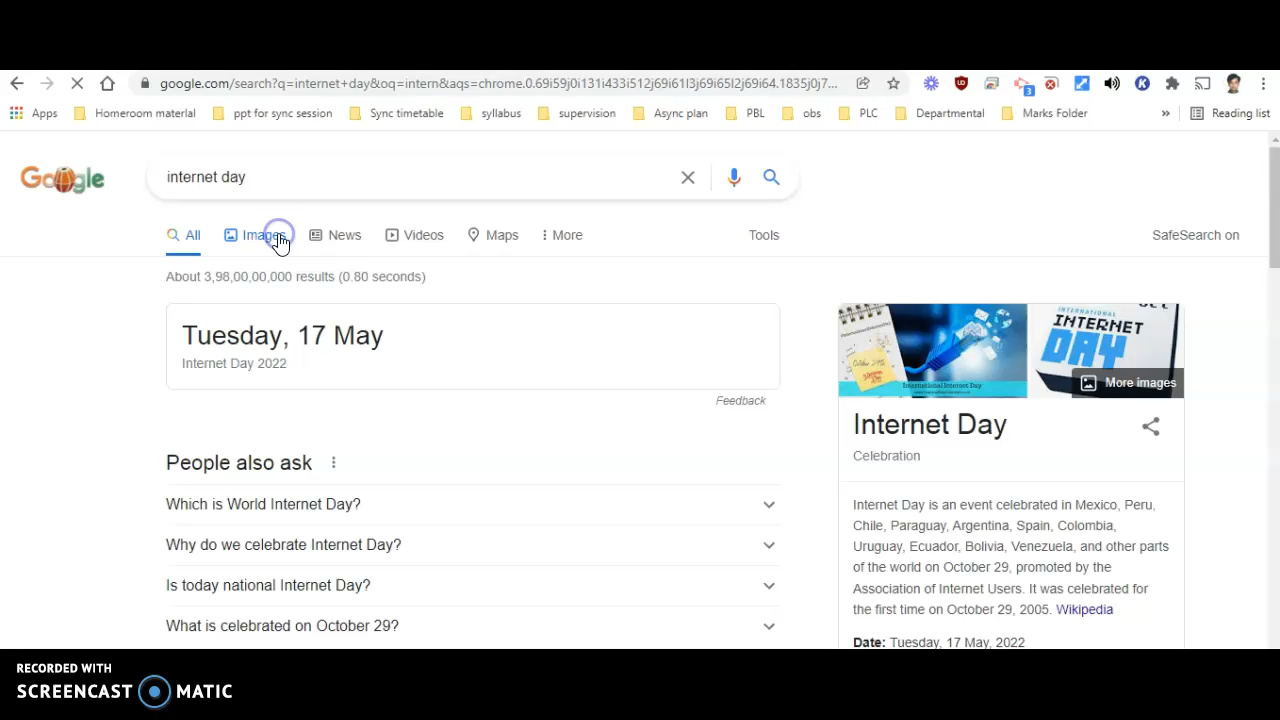 google.com/search?q=internet+day&oq=intern&aqs=chrome.0.69i59j0i131i433i512j69i61l3j69i65l2j69i64.1835j0j7...
3
Apps Homeroom material ppt for sync session Sync timetable syllabus supervision Async plan PBL obs PLC Departmental Marks Folder » Reading list
Google
internet day
All Images News Videos Maps More Tools SafeSearch on
About 3,98,00,00,000 results (0.80 seconds)
Tuesday, 17 May
Internet Day 2022
Feedback
People also ask
Which is World Internet Day?
Why do we celebrate Internet Day?
Is today national Internet Day?
What is celebrated on October 29?
International Internet Day
INTERNATIONAL
INTERNET
DAY
More images
Internet Day
Celebration
Internet Day is an event celebrated in Mexico, Peru,
Chile, Paraguay, Argentina, Spain, Colombia,
Uruguay, Ecuador, Bolivia, Venezuela, and other parts
of the world on October 29, promoted by the
Association of Internet Users. It was celebrated for
the first time on October 29, 2005. Wikipedia
Date: Tuesday, 17 May, 2022
RECORDED WITH
SCREENCAST MATIC